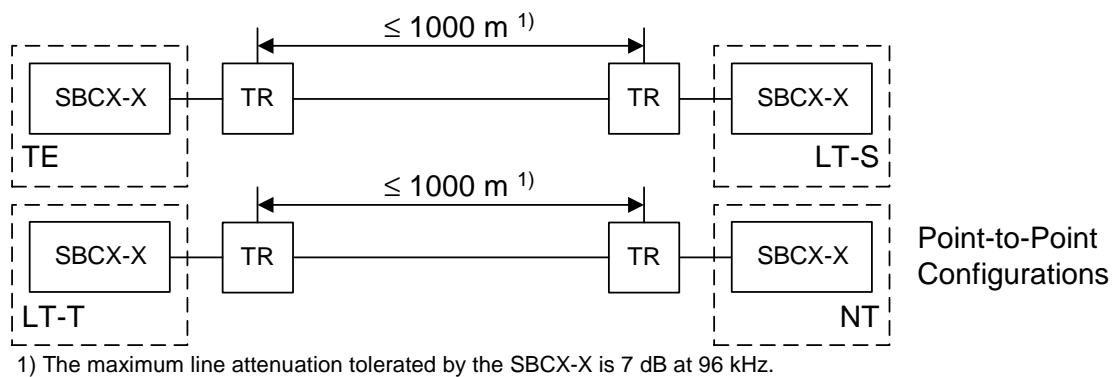 ≤ 1000 m 1)
SBCX-X TR TR SBCX-X
TE LT-S
≤ 1000 m 1)
SBCX-X TR TR SBCX-X
LT-T NT
Point-to-Point
Configurations
1) The maximum line attenuation tolerated by the SBCX-X is 7 dB at 96 kHz.